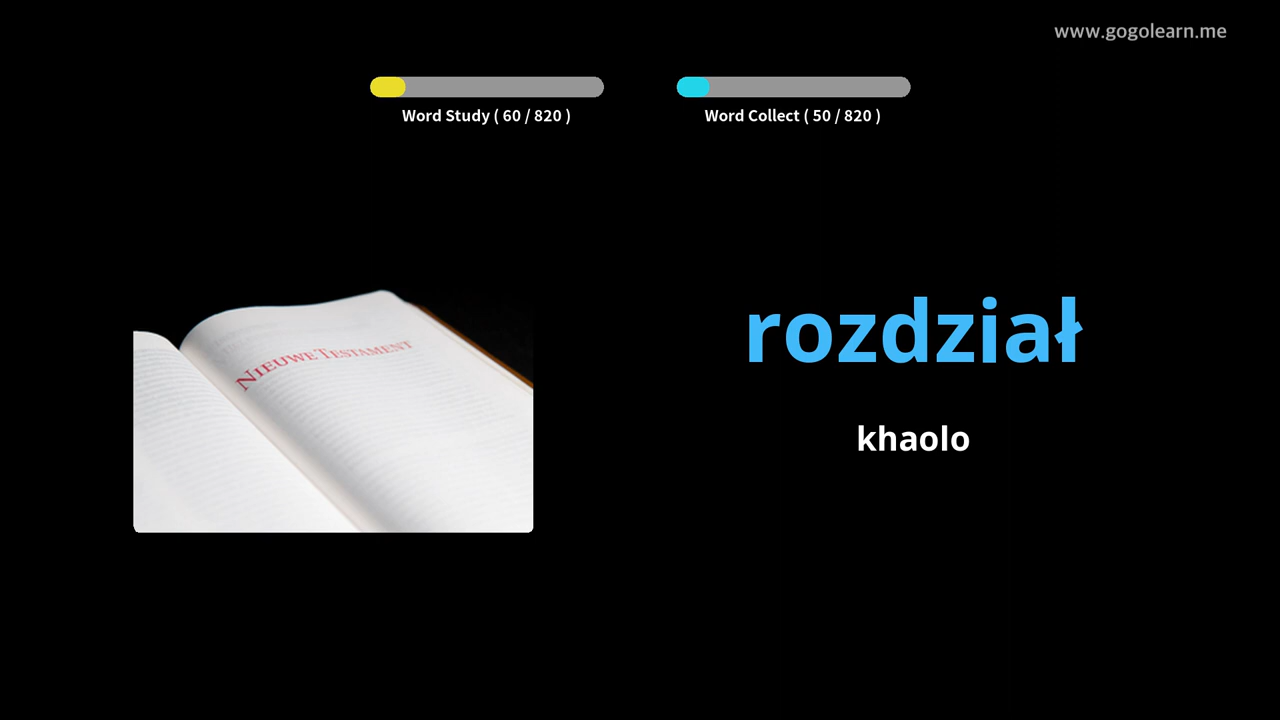 www.gogolearn.me
Word Study ( 60 / 820 )
Word Collect ( 50 / 820 )
NIEUWE TESTAMENT
rozdział
khaolo